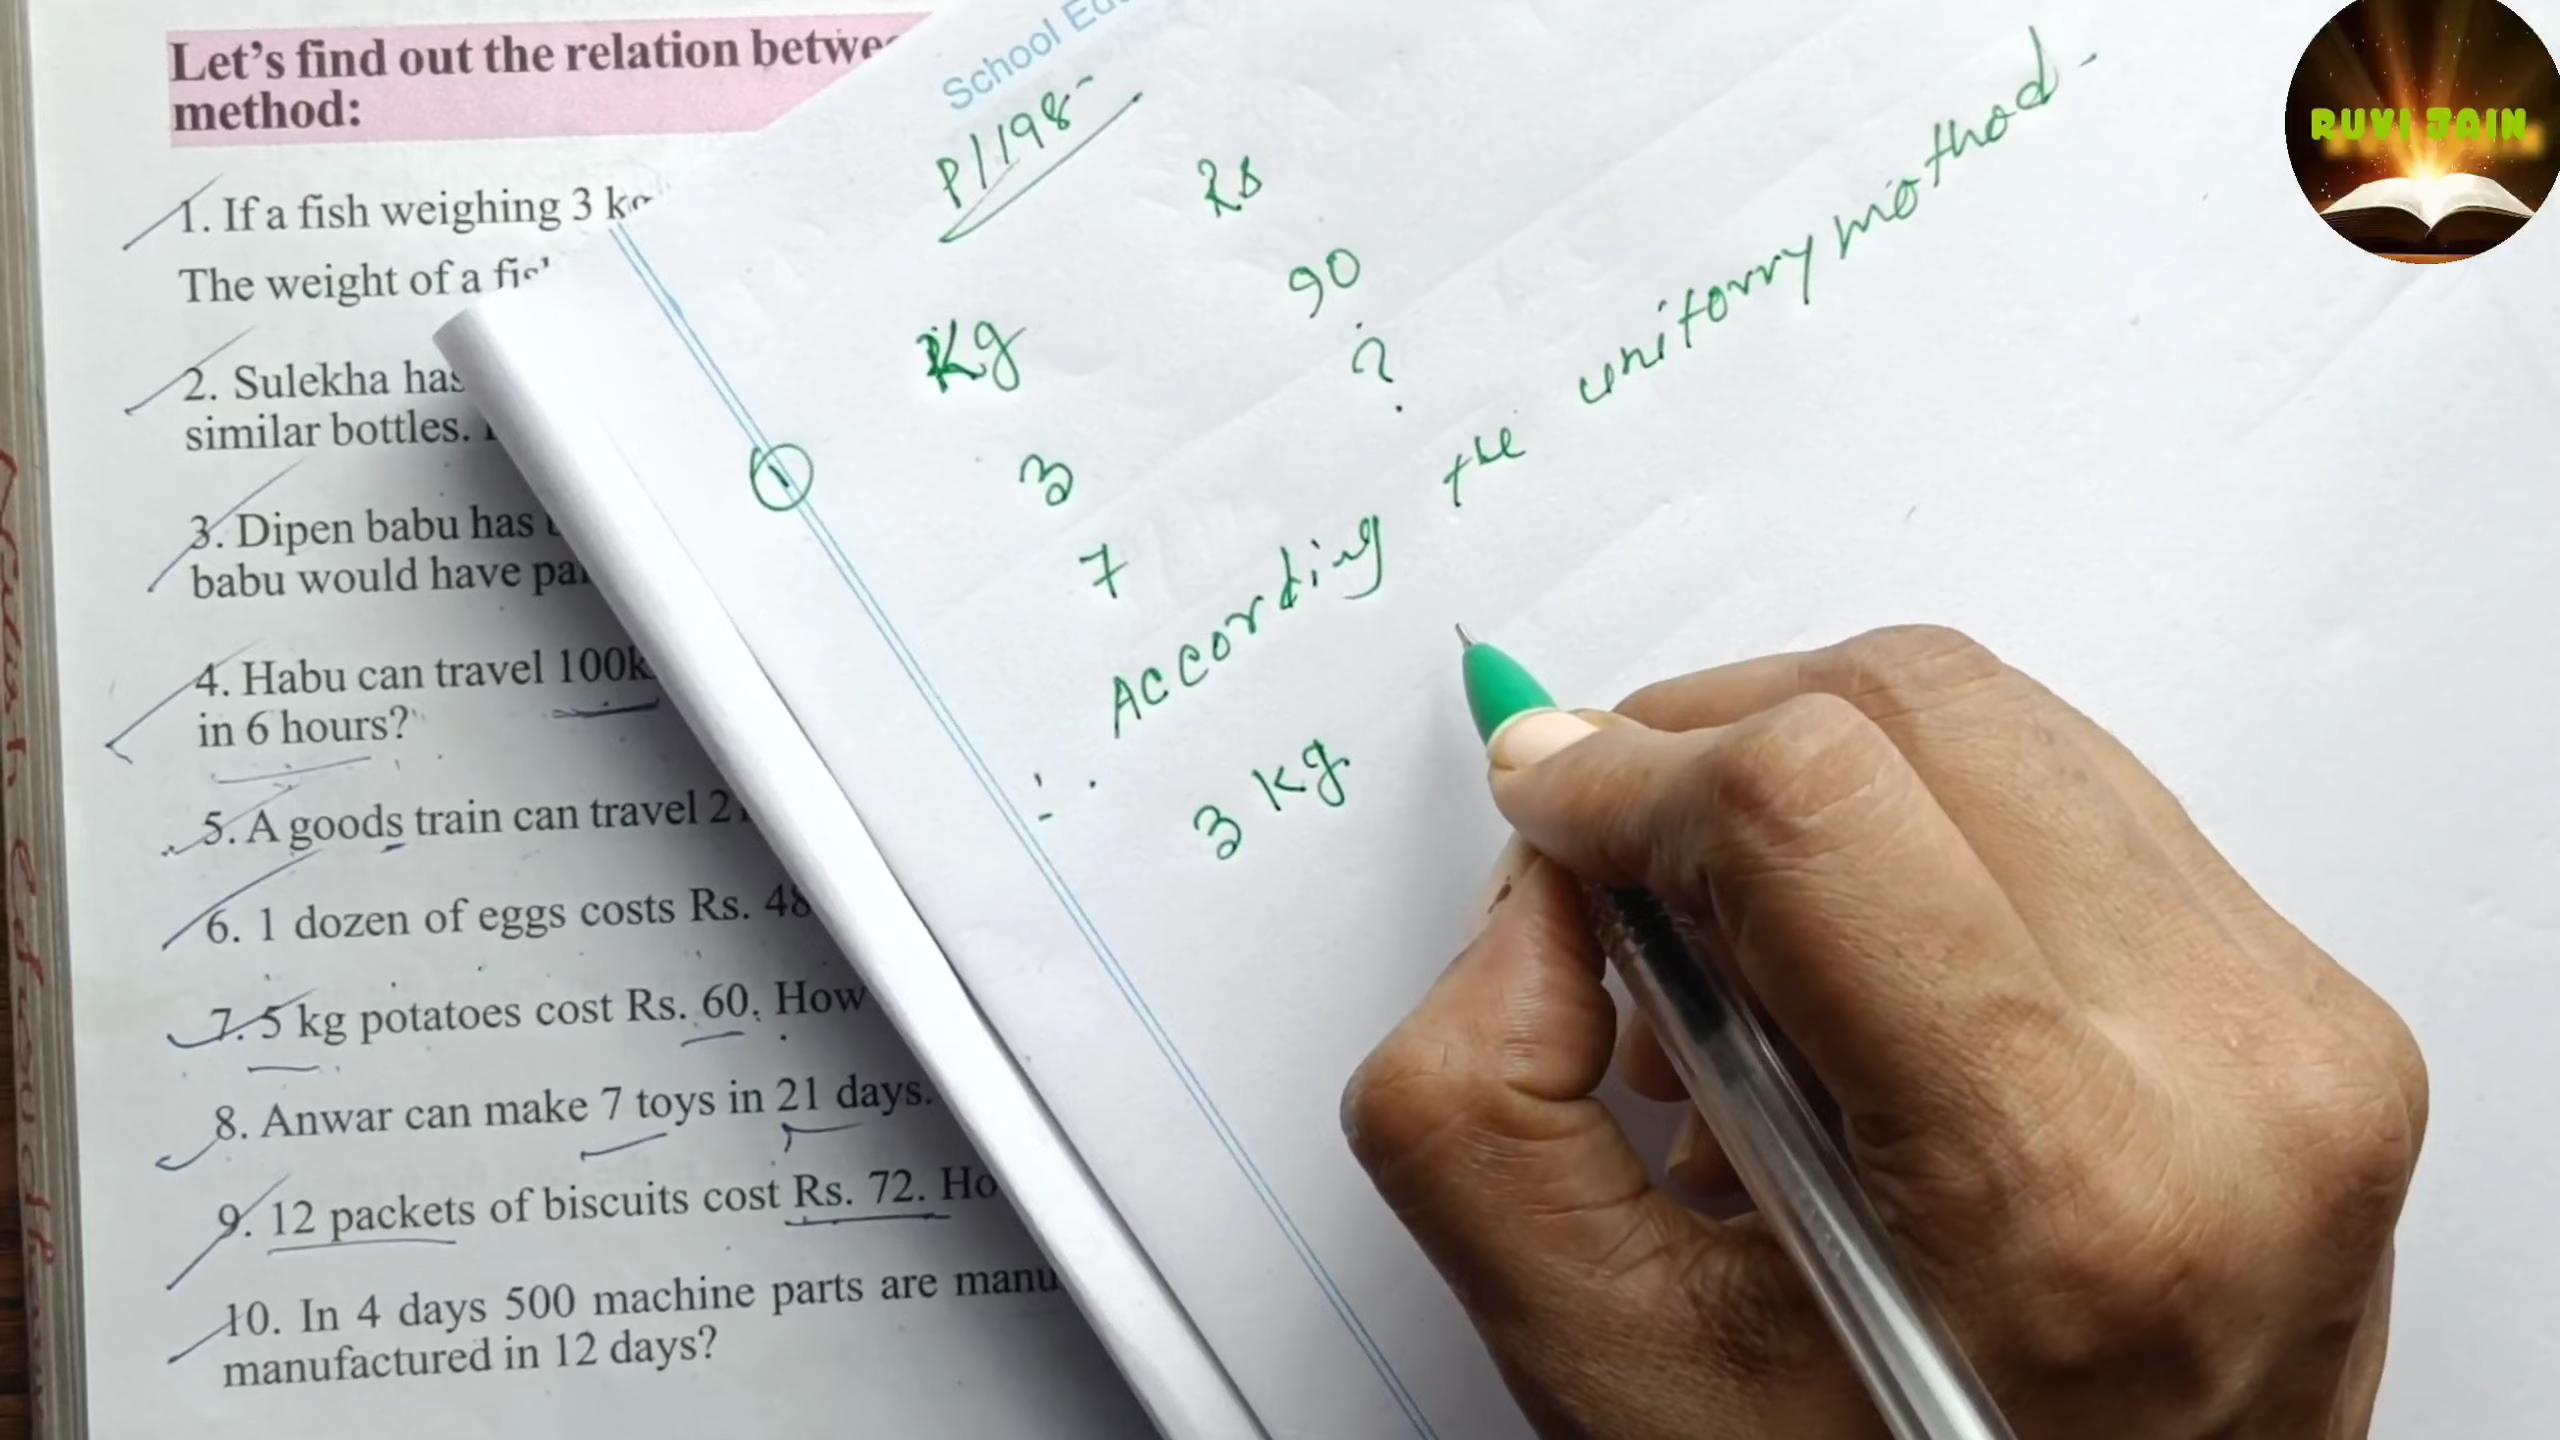 Let's find out the relation betwe
method:
1. If a fish weighing 3 kg
The weight of a fis
2. Sulekha has
similar bottles.
3. Dipen babu has
babu would have pa
4. Habu can travel 100k
in 6 hours?
5. A goods train can travel 2
6. 1 dozen of eggs costs Rs. 48
7. 5 kg potatoes cost Rs. 60. How
8. Anwar can make 7 toys in 21 days.
9. 12 packets of biscuits cost Rs. 72. Ho
10. In 4 days 500 machine parts are manu
manufactured in 12 days?
School Ed
P/198
① Kg Rs
3 90
7 ?
According the unitorry method -
∴ 3 kg
RUVI JAIN